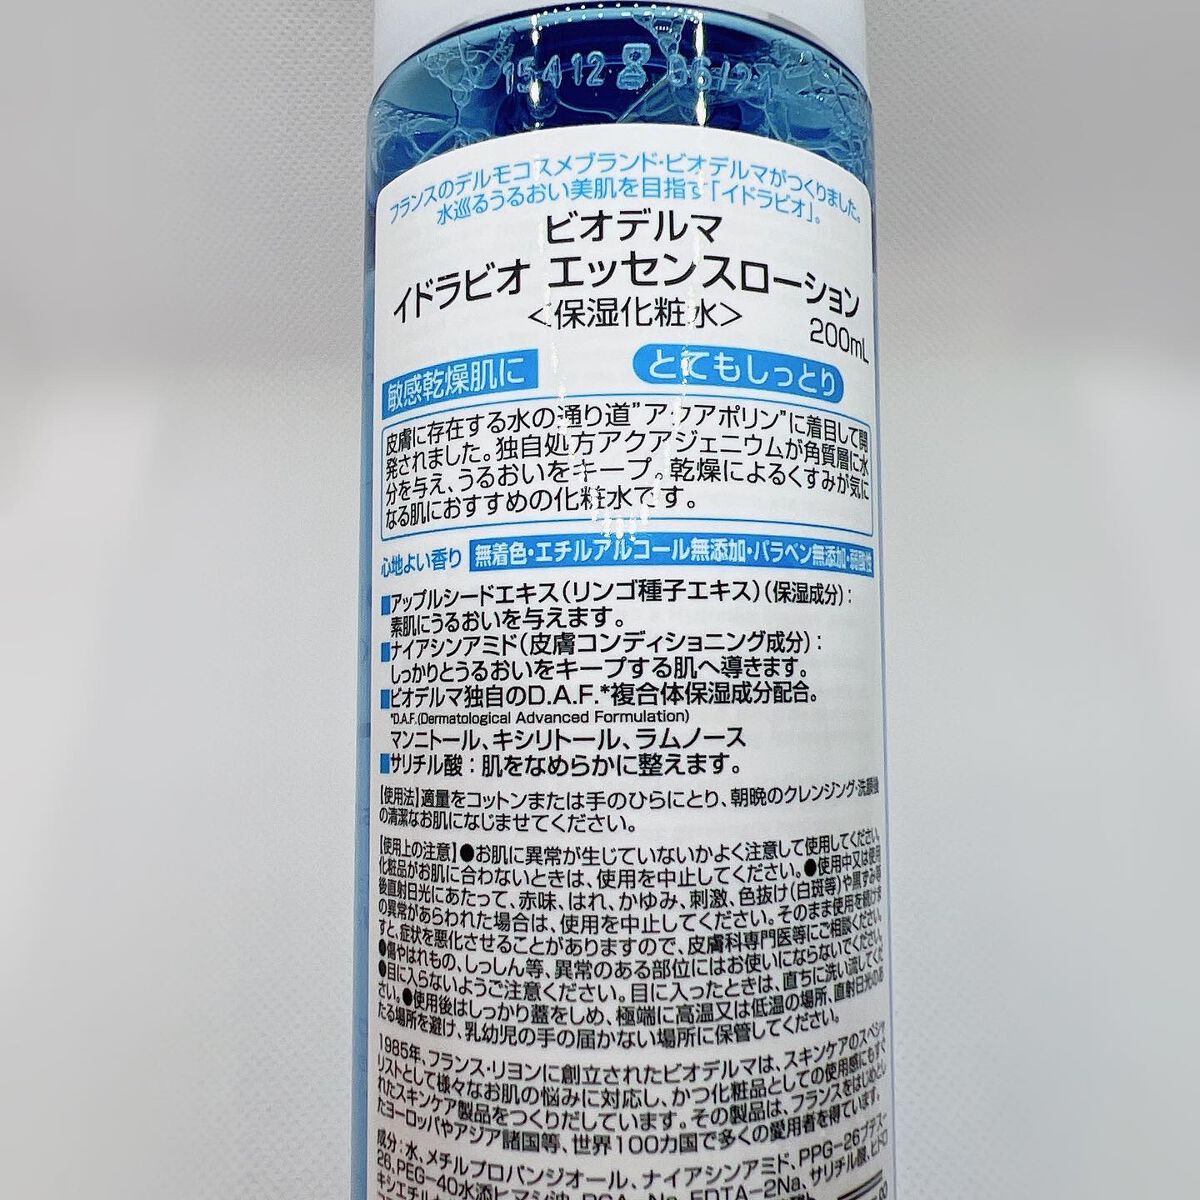 15412 06/2
フランスのデルモコスメブランド・ビオデルマがつくりました。
水巡るうるおい美肌を目指す「イドラビオ」。
ビオデルマ
イドラビオ エッセンスローション
<保湿化粧水>
200mL
敏感乾燥肌に
とてもしっとり
皮膚に存在する水の通り道"アクアポリン"に着目して開
発されました。独自処方アクアジェニウムが角質層に水
分を与え、うるおいをキープ。乾燥によるくすみが気に
なる肌におすすめの化粧水です。
心地よい香り 無着色・エチルアルコール無添加・パラベン無添加・弱酸性
■アップルシードエキス(リンゴ種子エキス)(保湿成分):
素肌にうるおいを与えます。
■ナイアシンアミド(皮膚コンディショニング成分):
しっかりとうるおいをキープする肌へ導きます。
■ビオデルマ独自のD.A.F.*複合体保湿成分配合。
*D.A.F.(Dermatological Advanced Formulation)
マンニトール、キシリトール、ラムノース
■サリチル酸:肌をなめらかに整えます。
【使用法】適量をコットンまたは手のひらにとり、朝晩のクレンジング・洗顔後
の清潔なお肌になじませてください。
【使用上の注意】●お肌に異常が生じていないかよく注意して使用してください。
化粧品がお肌に合わないときは、使用を中止してください。●使用中又は使用
後直射日光にあたって、赤味、はれ、かゆみ、刺激、色抜け(白斑等)や黒ずみ等
の異常があらわれた場合は、使用を中止してください。そのまま使用を続けま
すと、症状を悪化させることがありますので、皮膚科専門医等にご相談ください。
●傷やはれもの、しっしん等、異常のある部位にはお使いにならないでください。
●目に入らないようご注意ください。目に入ったときは、直ちに洗い流してくだ
さい。●使用後はしっかり蓋をしめ、極端に高温又は低温の場所、直射日光のあ
たる場所を避け、乳幼児の手の届かない場所に保管してください。
1985年、フランス・リヨンに創立されたビオデルマは、スキンケアのスペシャ
リストとして様々なお肌の悩みに対応し、かつ化粧品としての使用感にもすぐ
れたスキンケア製品をつくりだしています。その製品は、フランスをはじめとし
たヨーロッパやアジア諸国等、世界100カ国で多くの愛用者を得ています。
成分:水、メチルプロパンジオール、ナイアシンアミド、PPG-26ブテス-
26、PEG-40水添ヒマシ油、PCA-Na、EDTA-2Na、サリチル酸、ヒドロ